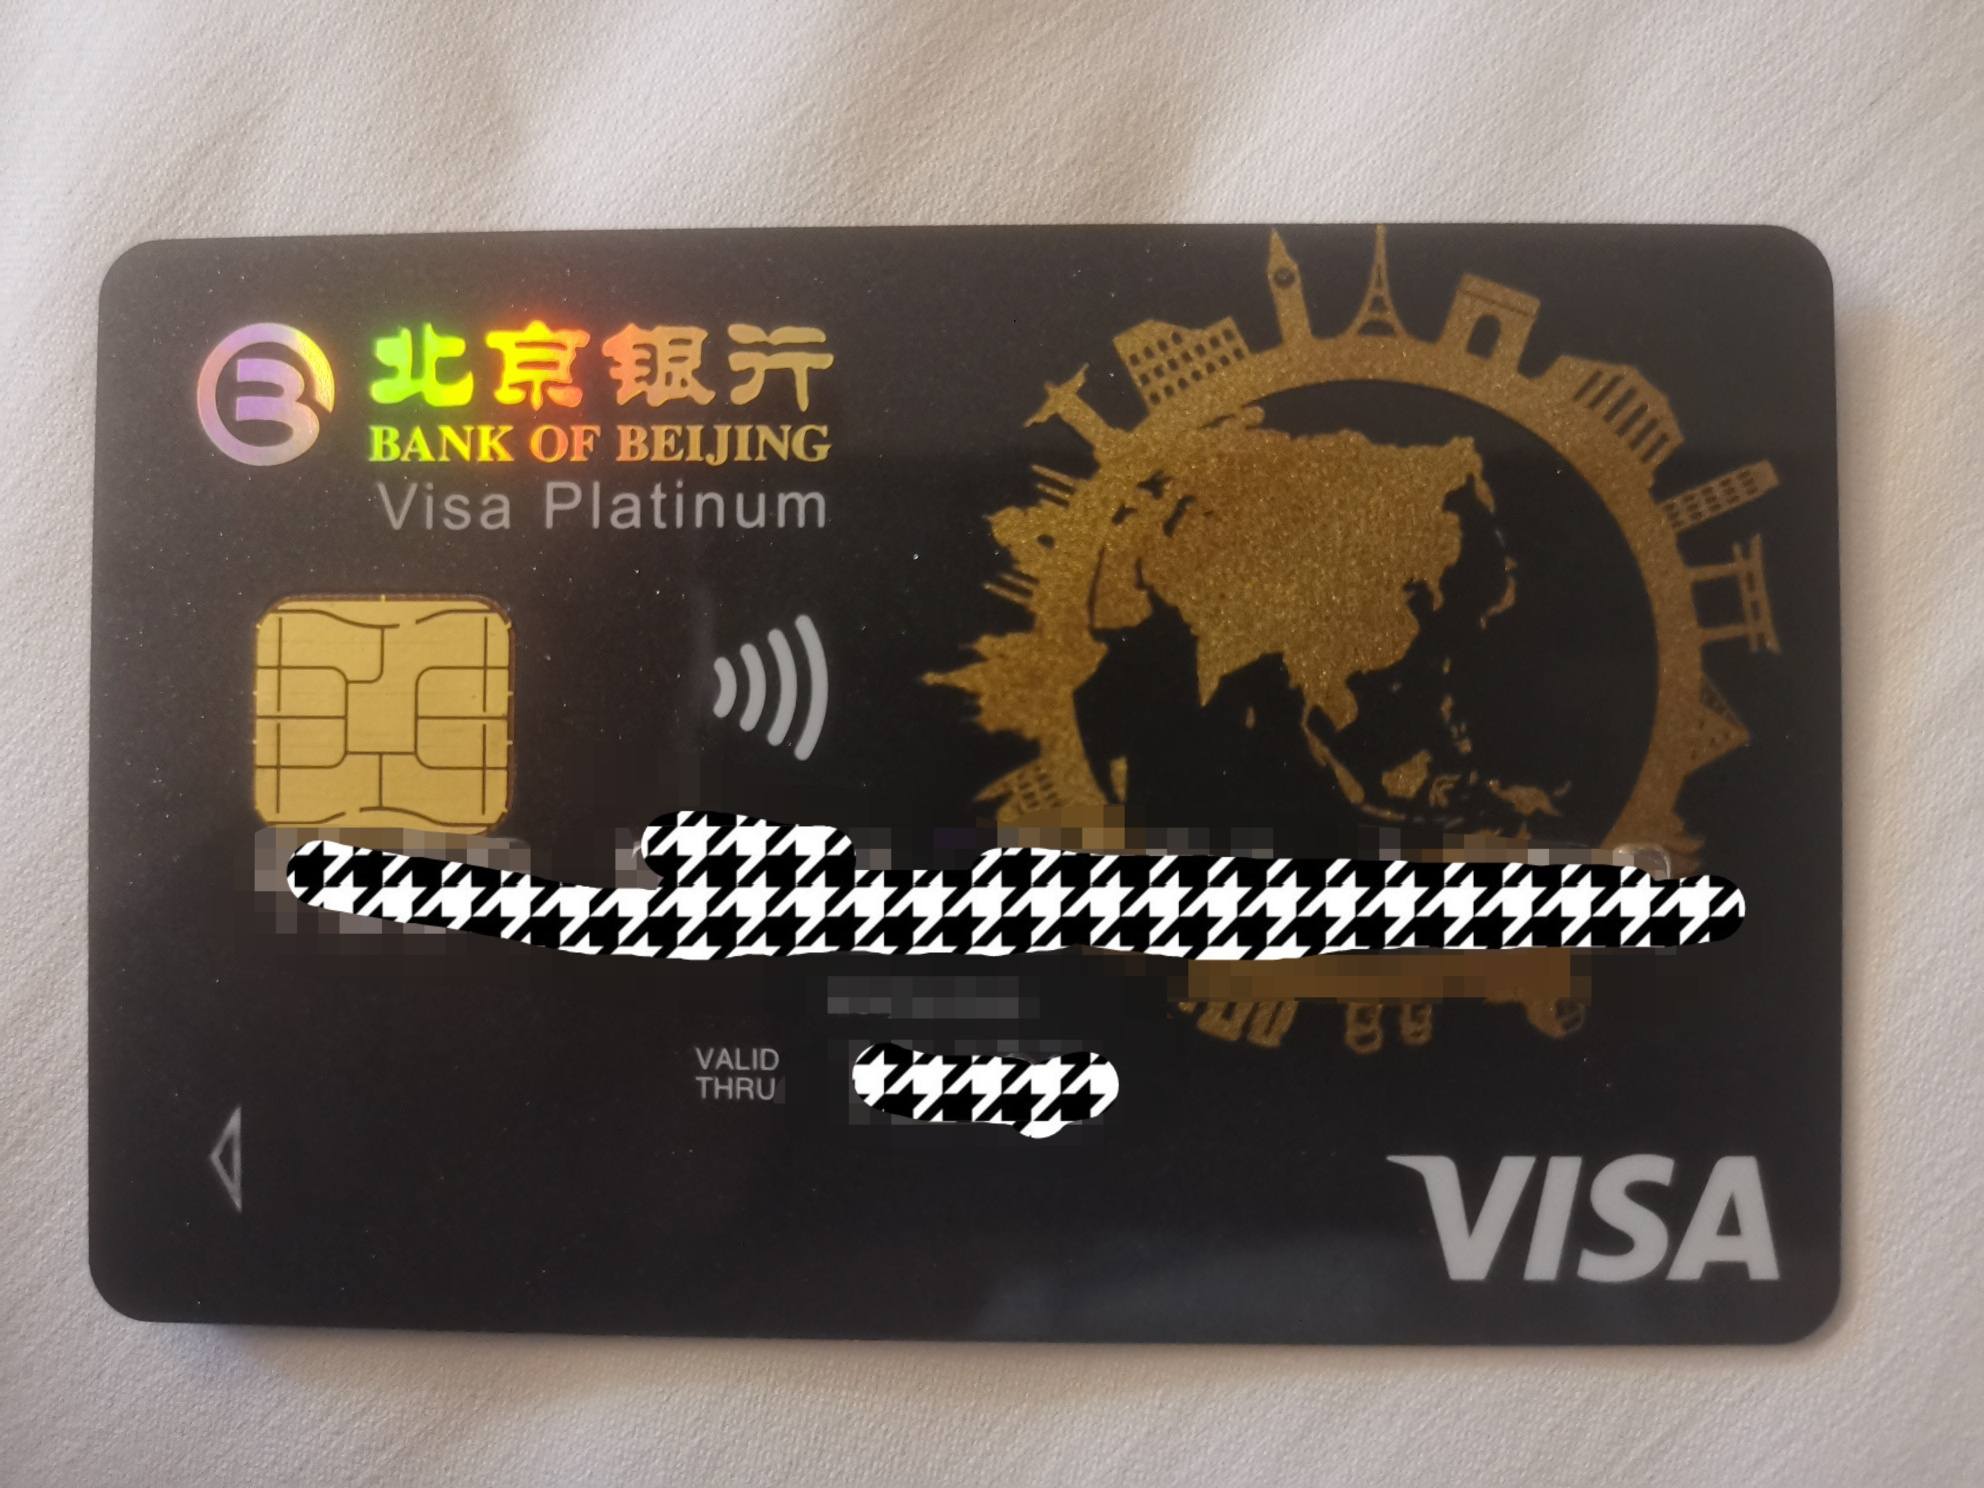 北京银行
BANK OF BEIJING
Visa Platinum
VALID
THRU
VISA